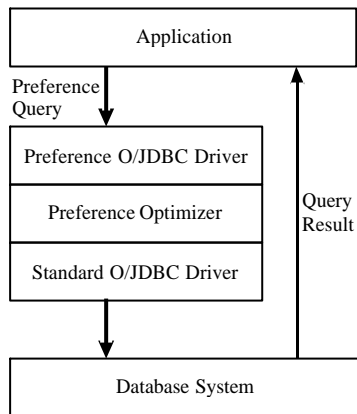 Application
Preference
Query
Preference O/JDBC Driver
Preference Optimizer
Standard O/JDBC Driver
Query
Result
Database System